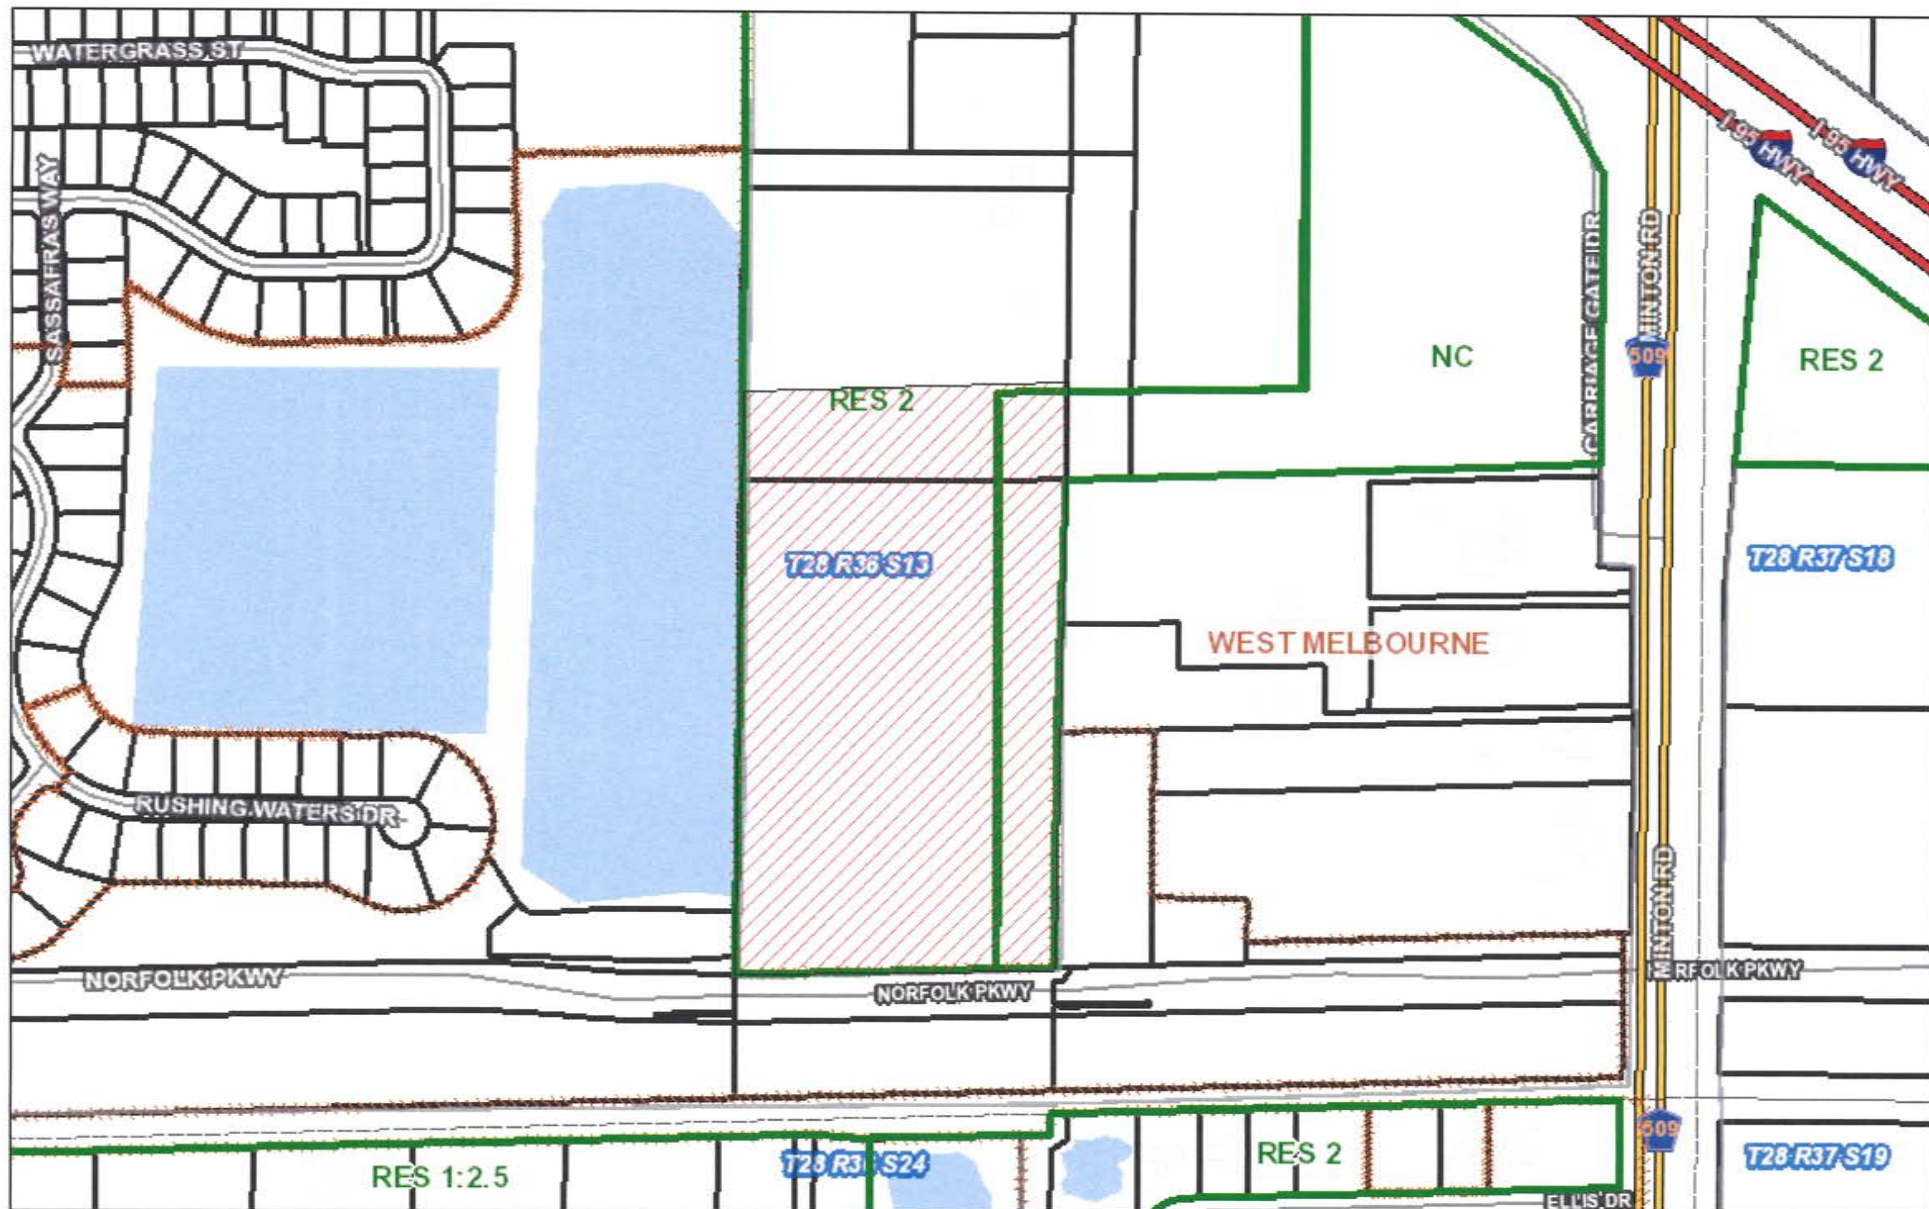 WATERGRASS ST
I 95 HWY
I 95 HWY
SASSAFRAS WAY
CARRIAGE GATE DR
MINTON RD
509
NC
RES 2
RES 2
T28 R36 S13
T28 R37 S18
WEST MELBOURNE
RUSHING WATERS DR
MINTON RD
NORFOLK PKWY
NORFOLK PKWY
RFOLK PKWY
509
RES 1:2.5
S24
RES 2
T28 R37 S19
ELLIS DR